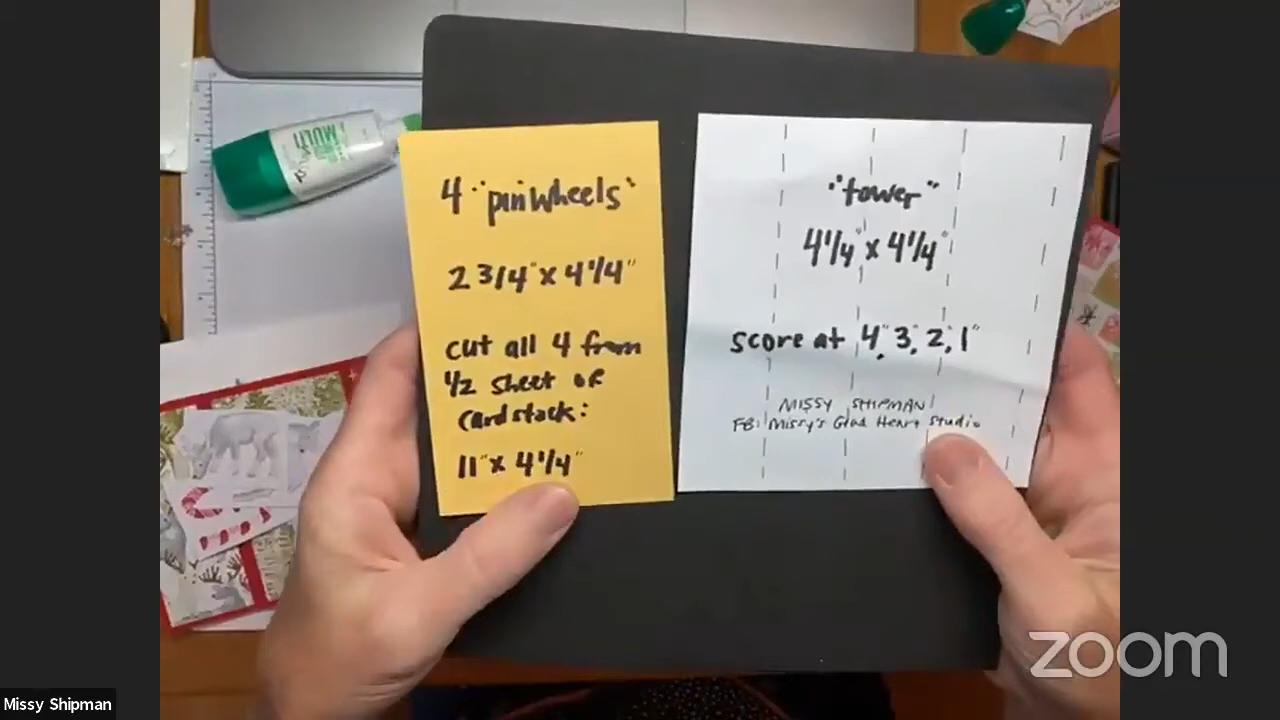 4 "pinwheels"
2 3/4" x 4 1/4"
cut all 4 from
1/2 sheet of
cardstock:
11" x 4 1/4"
"tower"
4 1/4" x 4 1/4"
score at 4", 3", 2", 1"
MISSY SHIPMAN
FB: Missy's Glad Heart Studio
MULTI
zoom
Missy Shipman